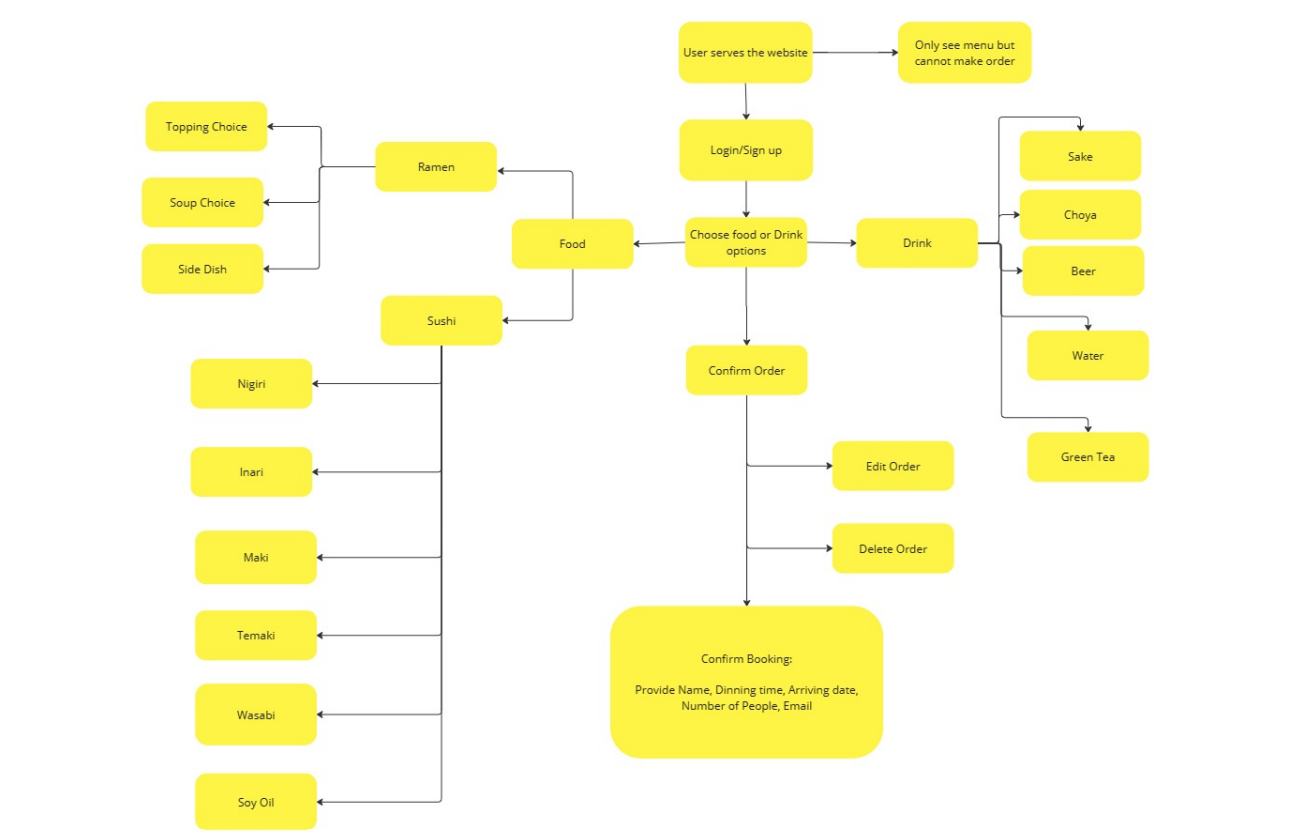 User serves the website
Only see menu but
cannot make order
Topping Choice
Login/Sign up
Sake
Ramen
Soup Choice
Choya
Choose food or Drink
options
Food
Drink
Side Dish
Beer
Sushi
Water
Confirm Order
Nigiri
Green Tea
Edit Order
Inari
Delete Order
Maki
Temaki
Confirm Booking:
Provide Name, Dinning time, Arriving date,
Number of People, Email
Wasabi
Soy Oil